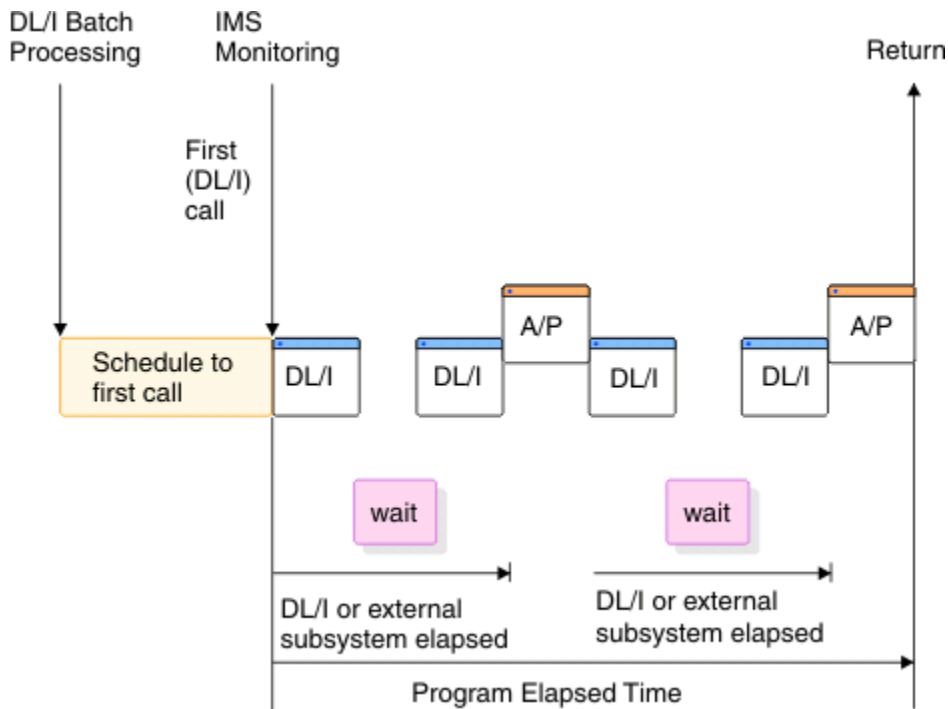 DL/I Batch
Processing
IMS
Monitoring
Return
First
(DL/I)
call
Schedule to
first call
DL/I
DL/I
A/P
DL/I
DL/I
A/P
wait
wait
DL/I or external
subsystem elapsed
DL/I or external
subsystem elapsed
Program Elapsed Time